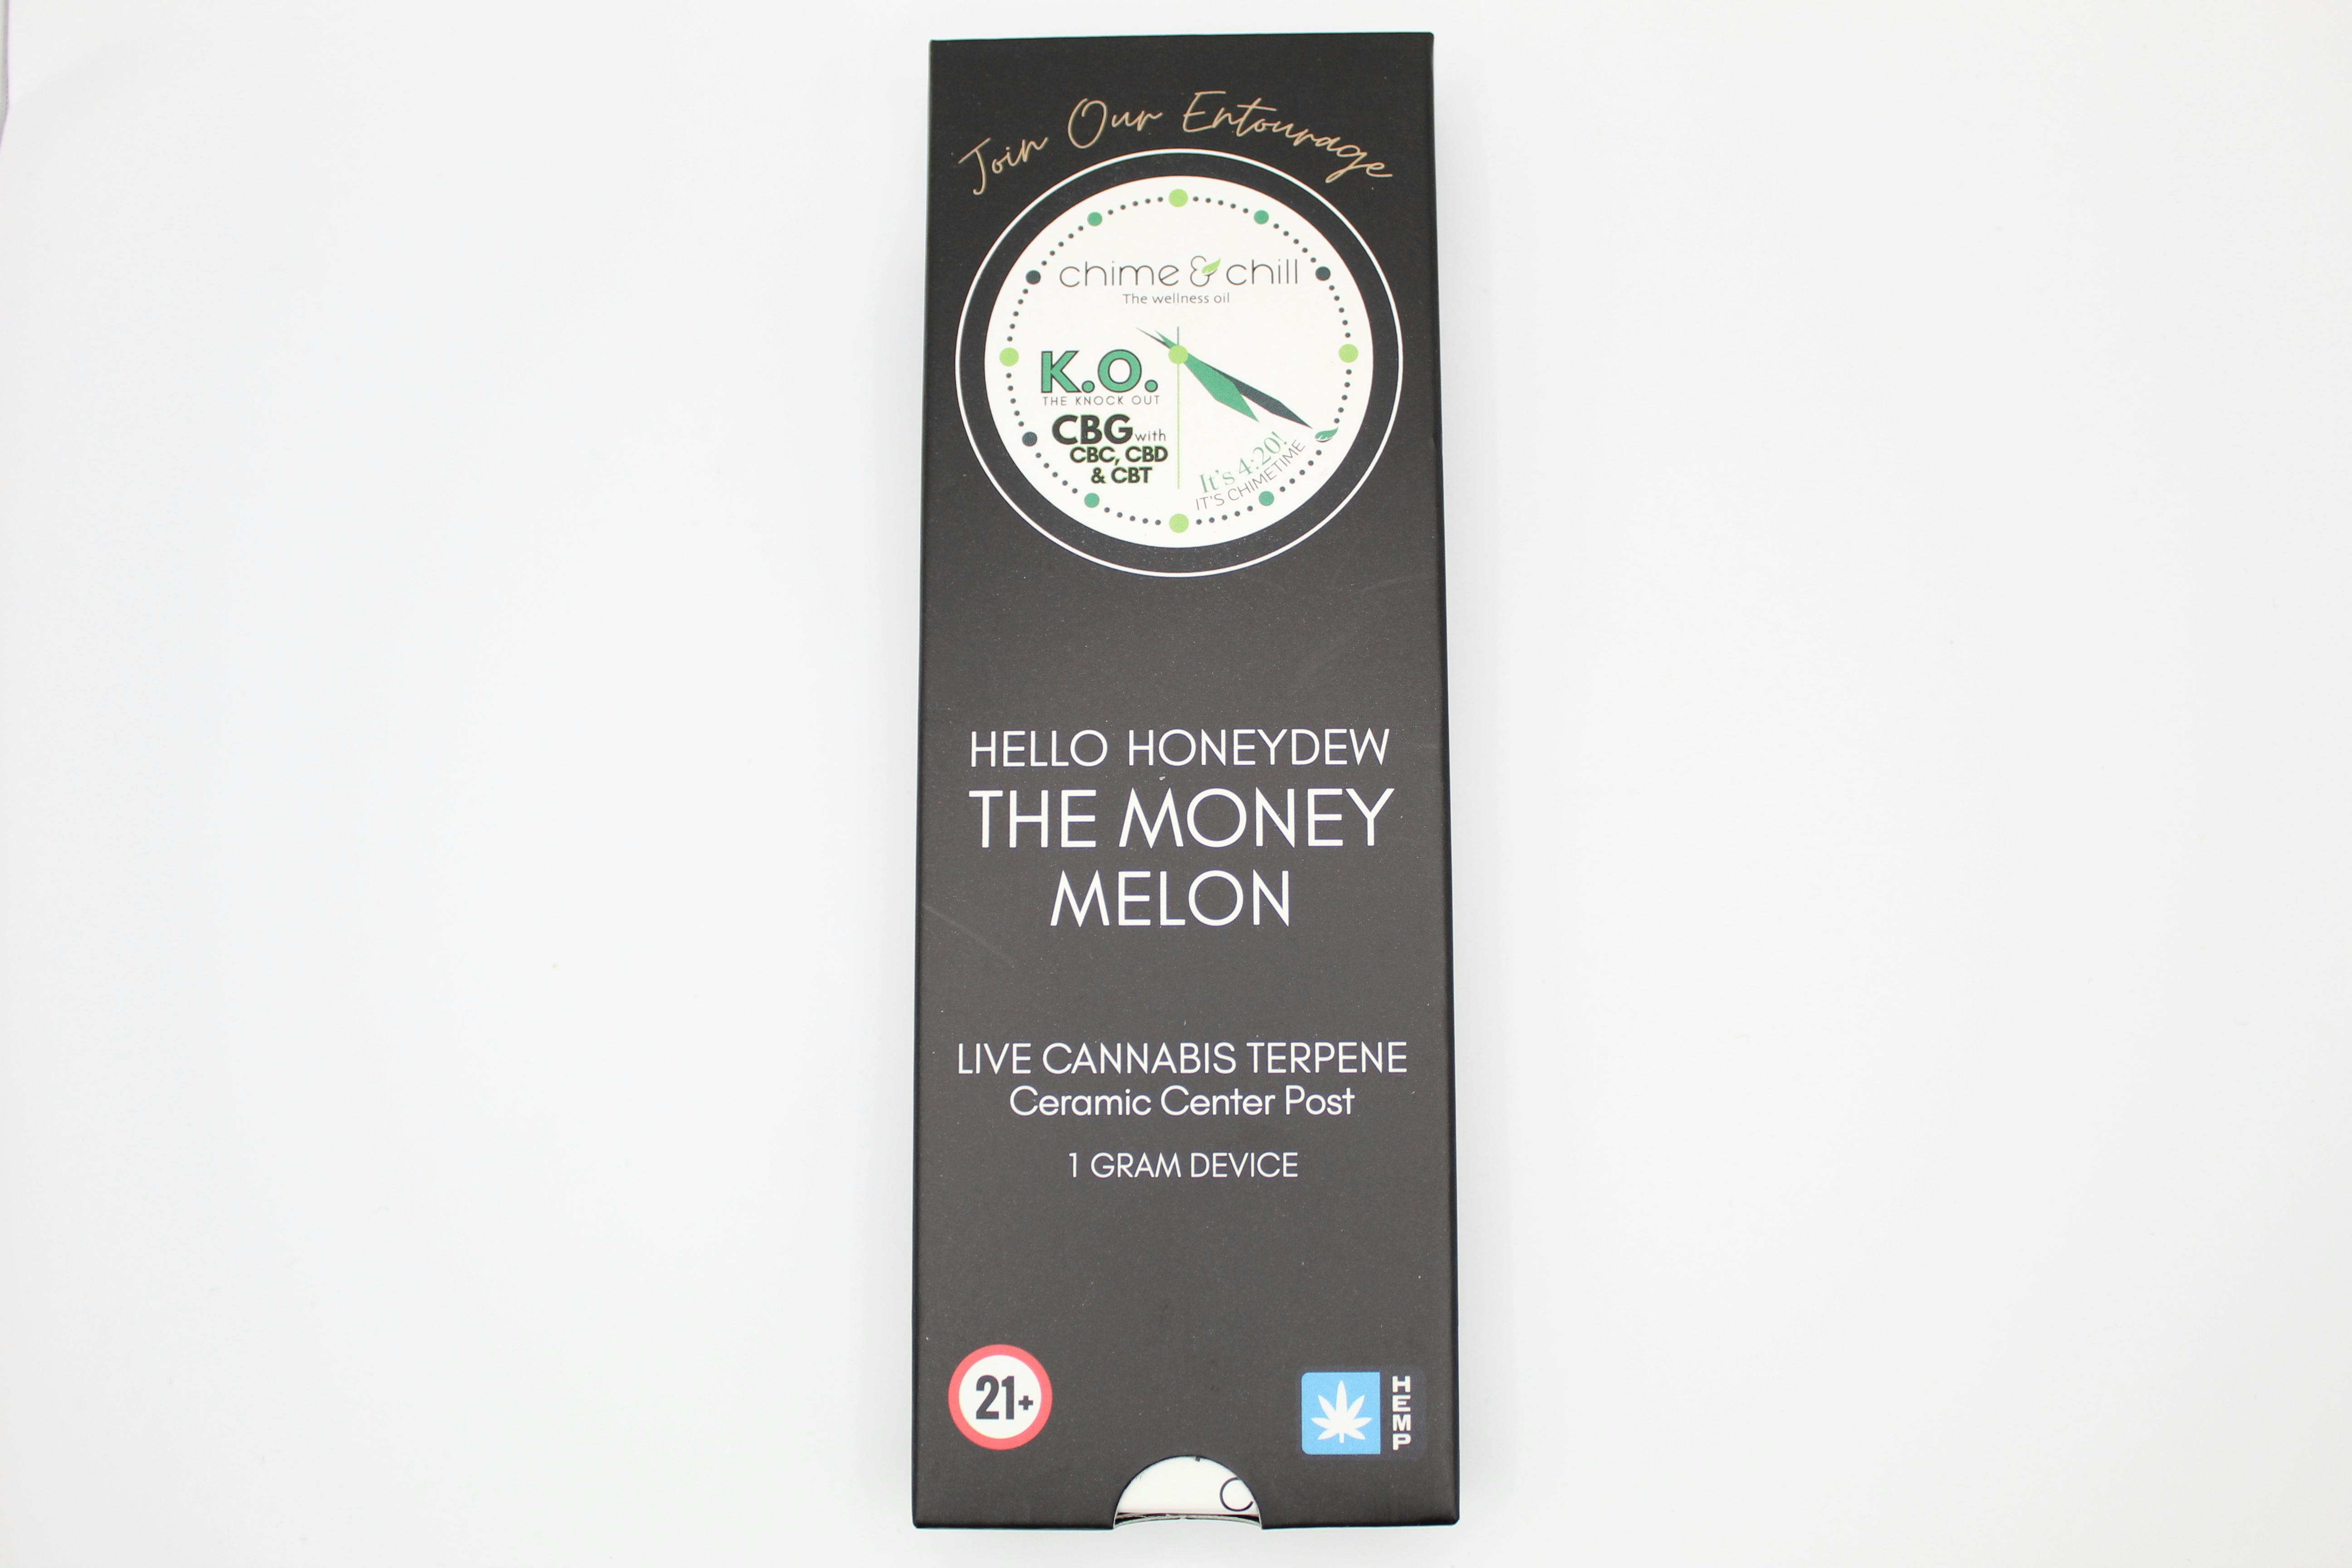 Join Our Entourage
chime & chill
The wellness oil
K.O.
THE KNOCK OUT
CBG with
CBC, CBD
& CBT
It's 4:20!
IT'S CHIMETIME
HELLO HONEYDEW
THE MONEY
MELON
LIVE CANNABIS TERPENE
Ceramic Center Post
1 GRAM DEVICE
21+
HEMP
C